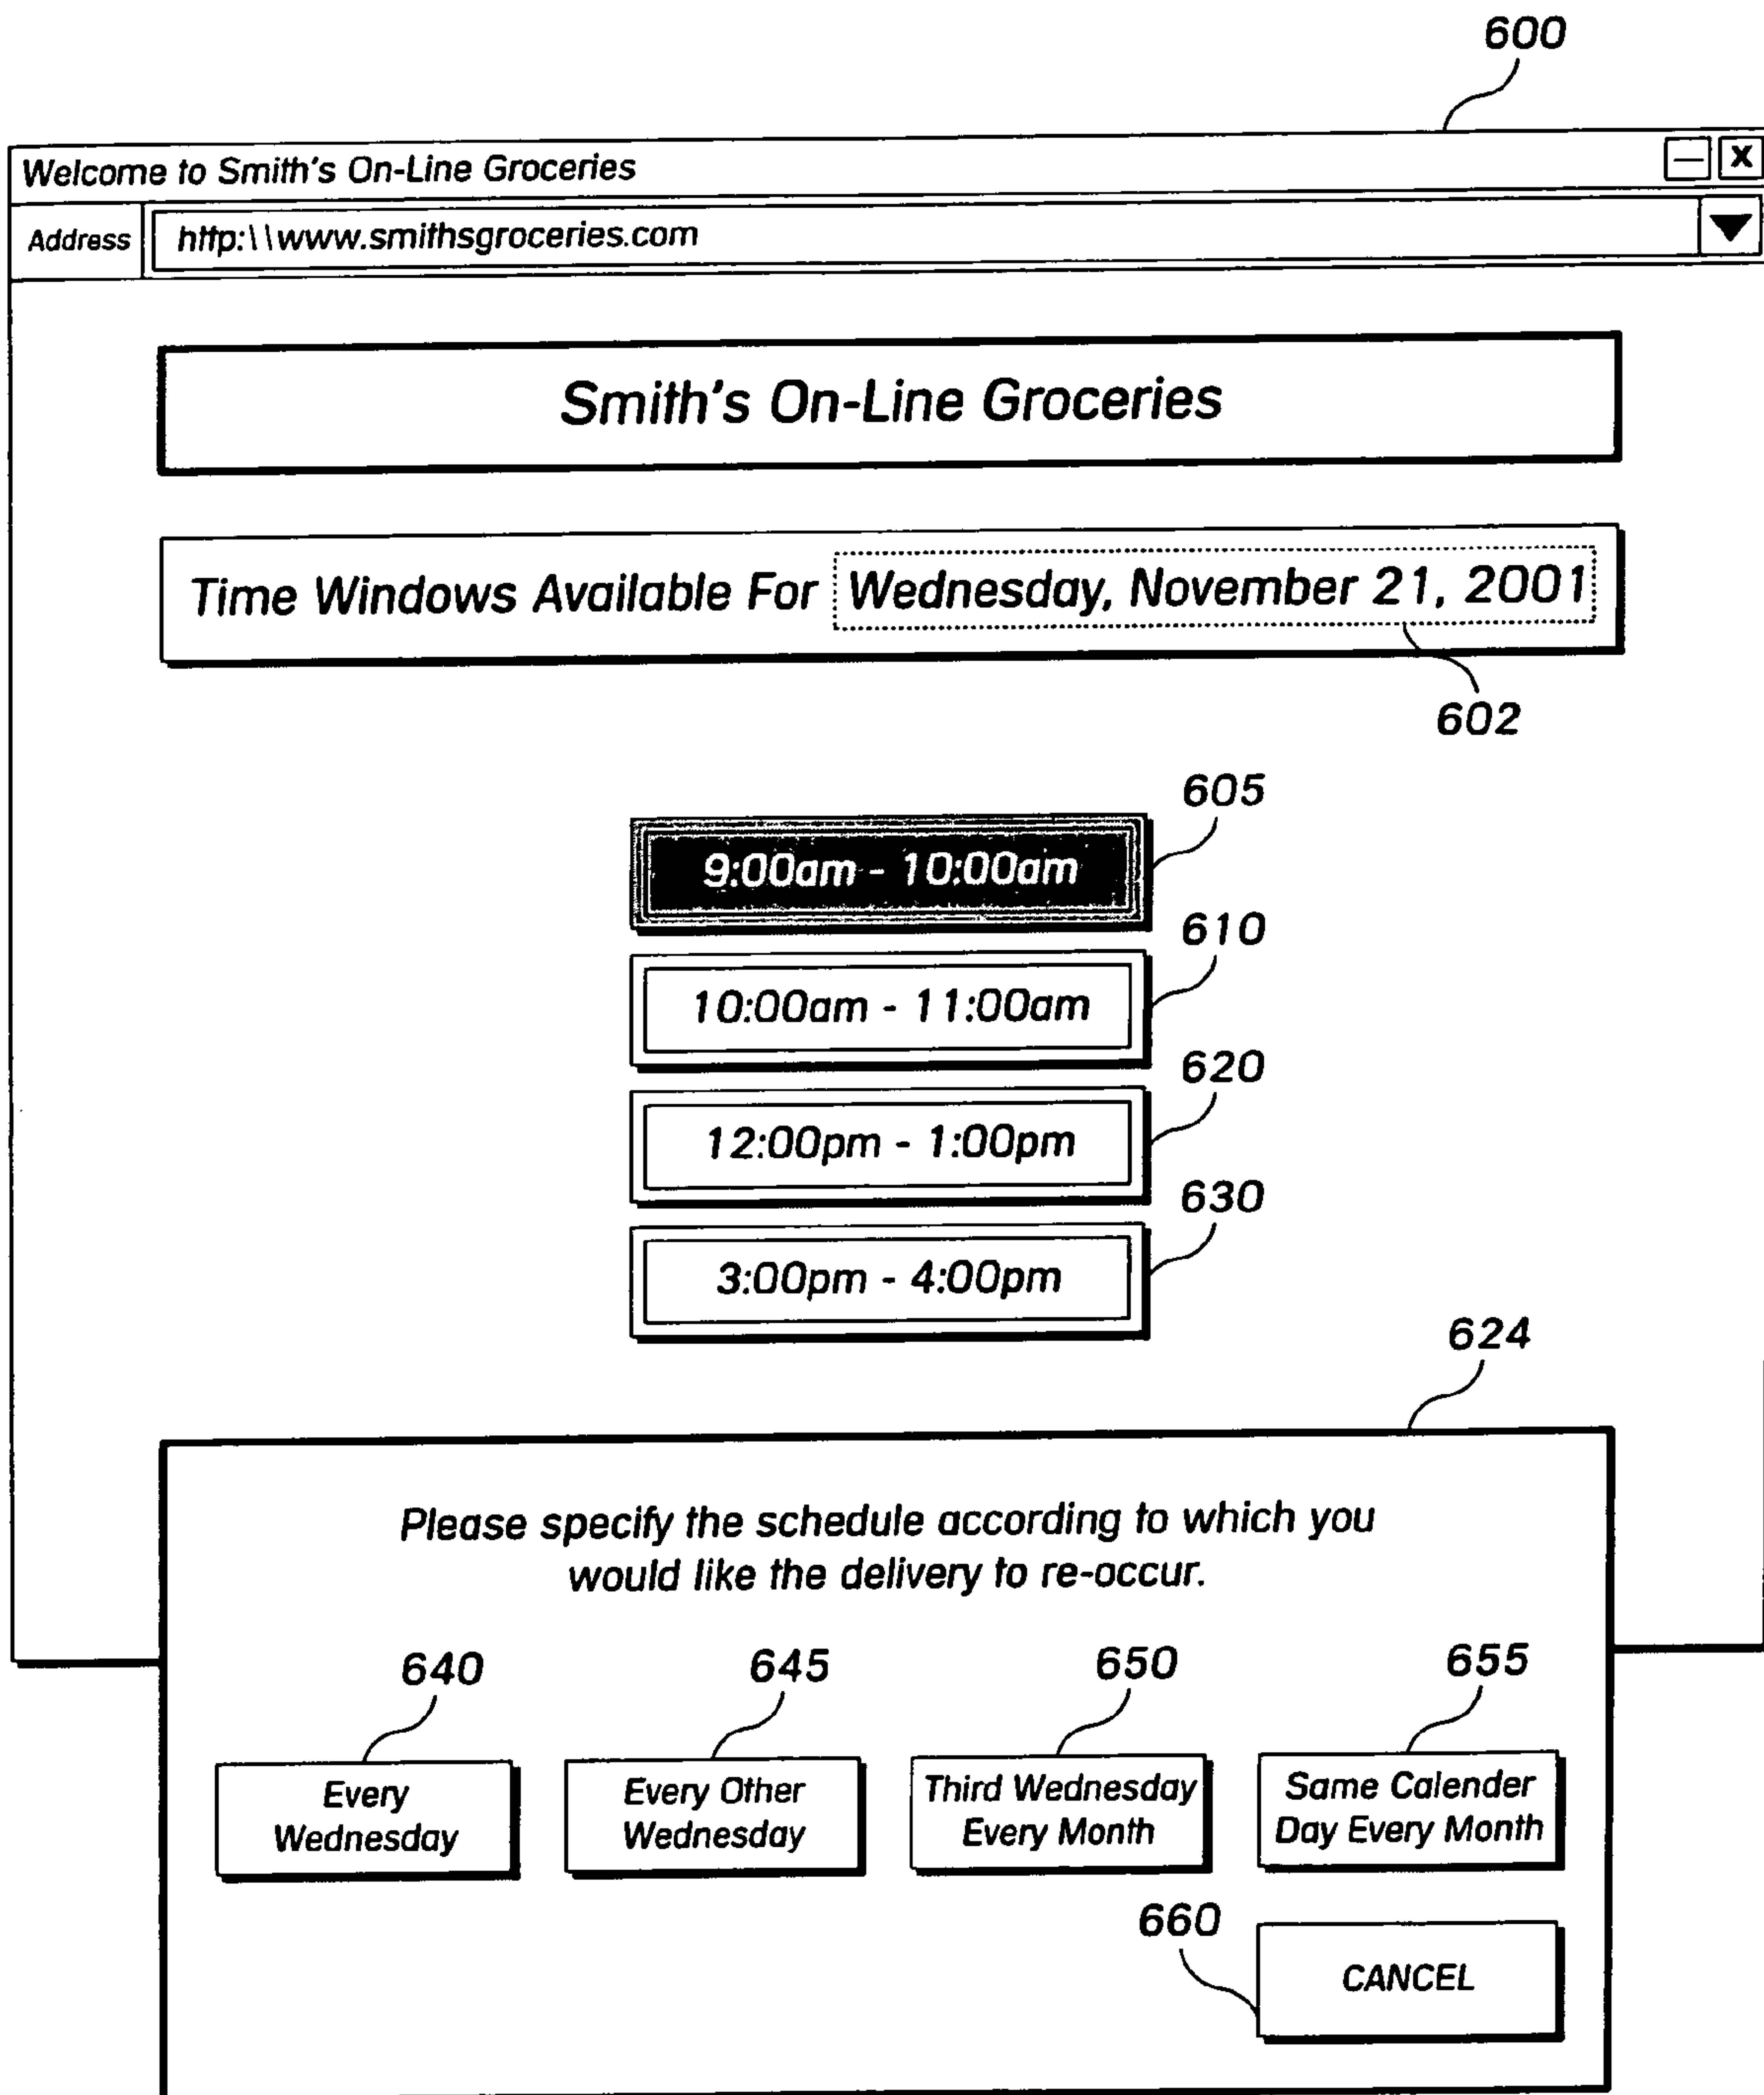 600
Welcome to Smith's On-Line Groceries
— X
Address
http:\\www.smithsgroceries.com
Smith's On-Line Groceries
Time Windows Available For Wednesday, November 21, 2001
602
605
9:00am - 10:00am
610
10:00am - 11:00am
620
12:00pm - 1:00pm
630
3:00pm - 4:00pm
624
Please specify the schedule according to which you
would like the delivery to re-occur.
640 645 650 655
Every
Wednesday
Every Other
Wednesday
Third Wednesday
Every Month
Same Calender
Day Every Month
660
CANCEL